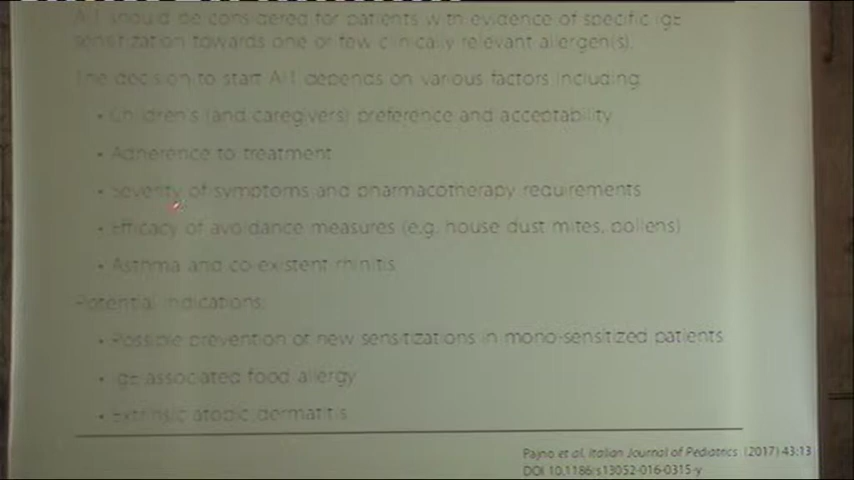 AIT should be considered for patients with evidence of specific IgE
sensitization towards one or few clinically relevant allergen(s).
The decision to start AIT depends on various factors including
• Children's (and caregivers) preference and acceptability
• Adherence to treatment
• Severity of symptoms and pharmacotherapy requirements
• Efficacy of avoidance measures (e.g. house dust mites, pollens)
• Asthma and co-existent rhinitis
Potential indications
• Possible prevention of new sensitizations in mono-sensitized patients
• IgE-associated food allergy
• Extrinsic atopic dermatitis
Pajno et al. Italian Journal of Pediatrics (2017) 43:13
DOI 10.1186/s13052-016-0315-y